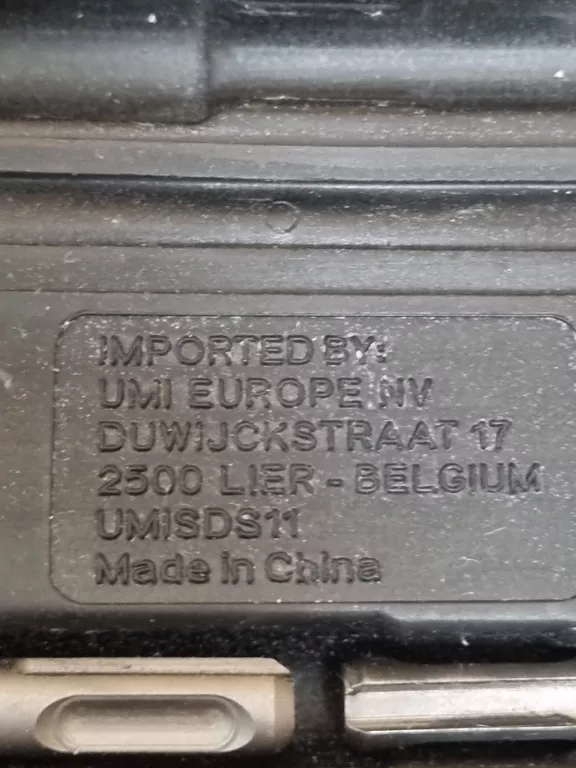 IMPORTED BY:
UMI EUROPE NV
DUWIJCKSTRAAT 17
2500 LIER - BELGIUM
UMISDS11
Made in China